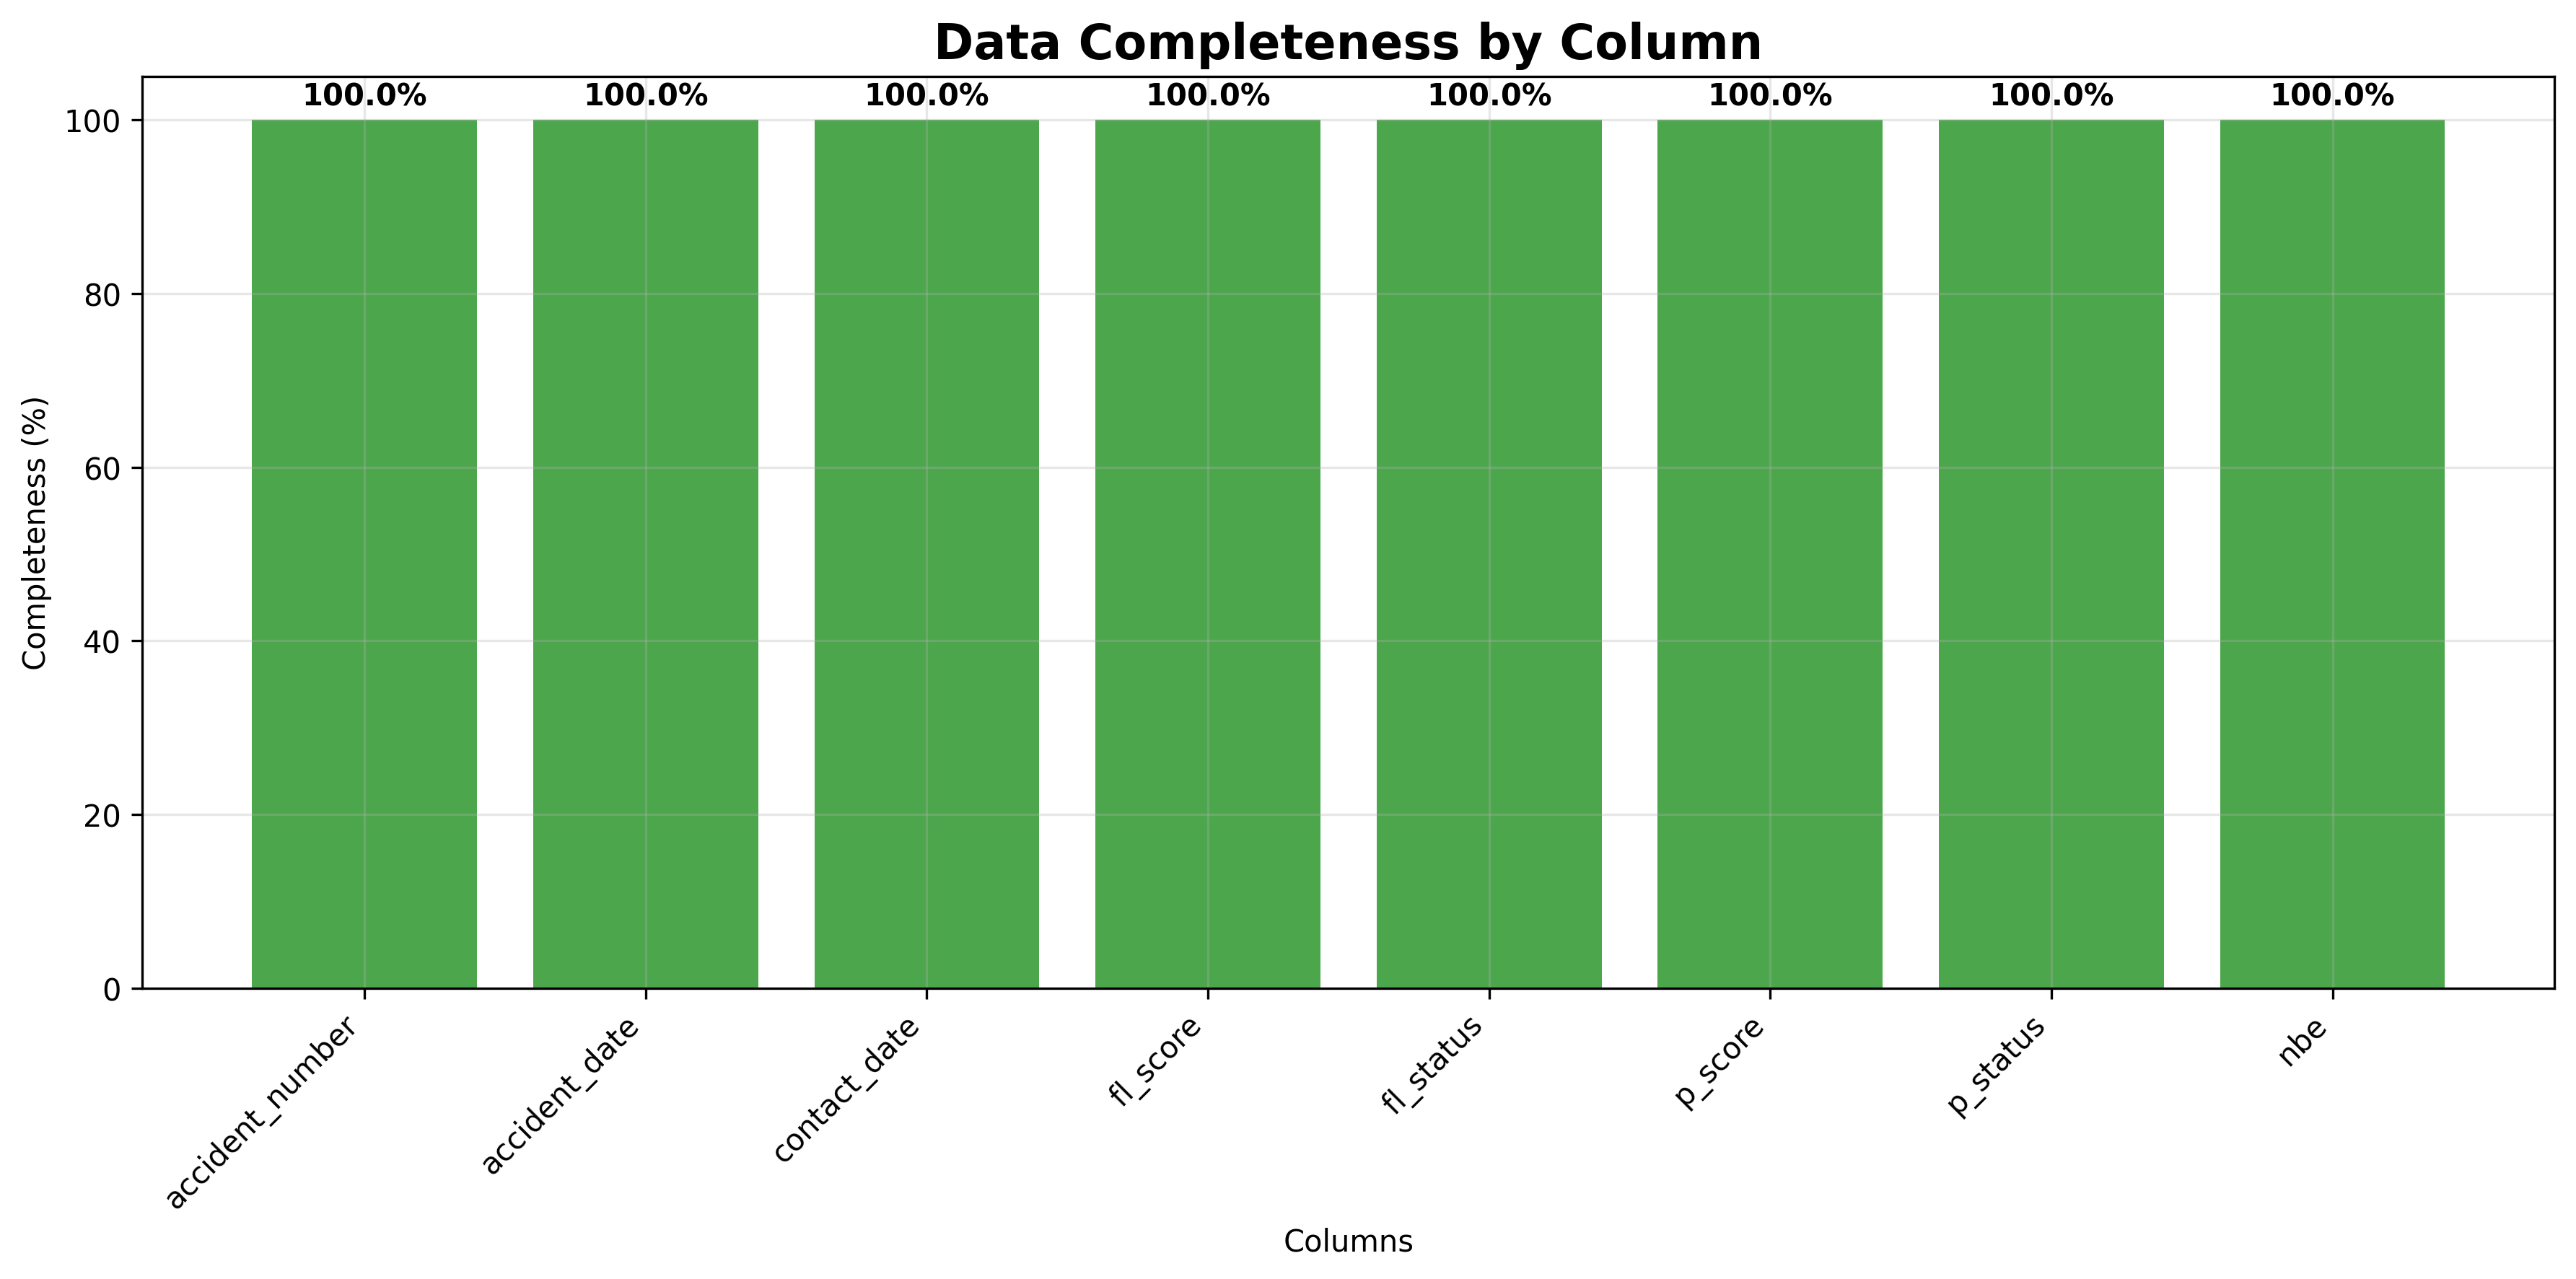 Data Completeness by Column
100.0% 100.0% 100.0% 100.0% 100.0% 100.0% 100.0% 100.0%
Completeness (%)
100
80
60
40
20
0
accident_number
accident_date
contact_date
fl_score
fl_status
p_score
p_status
nbe
Columns